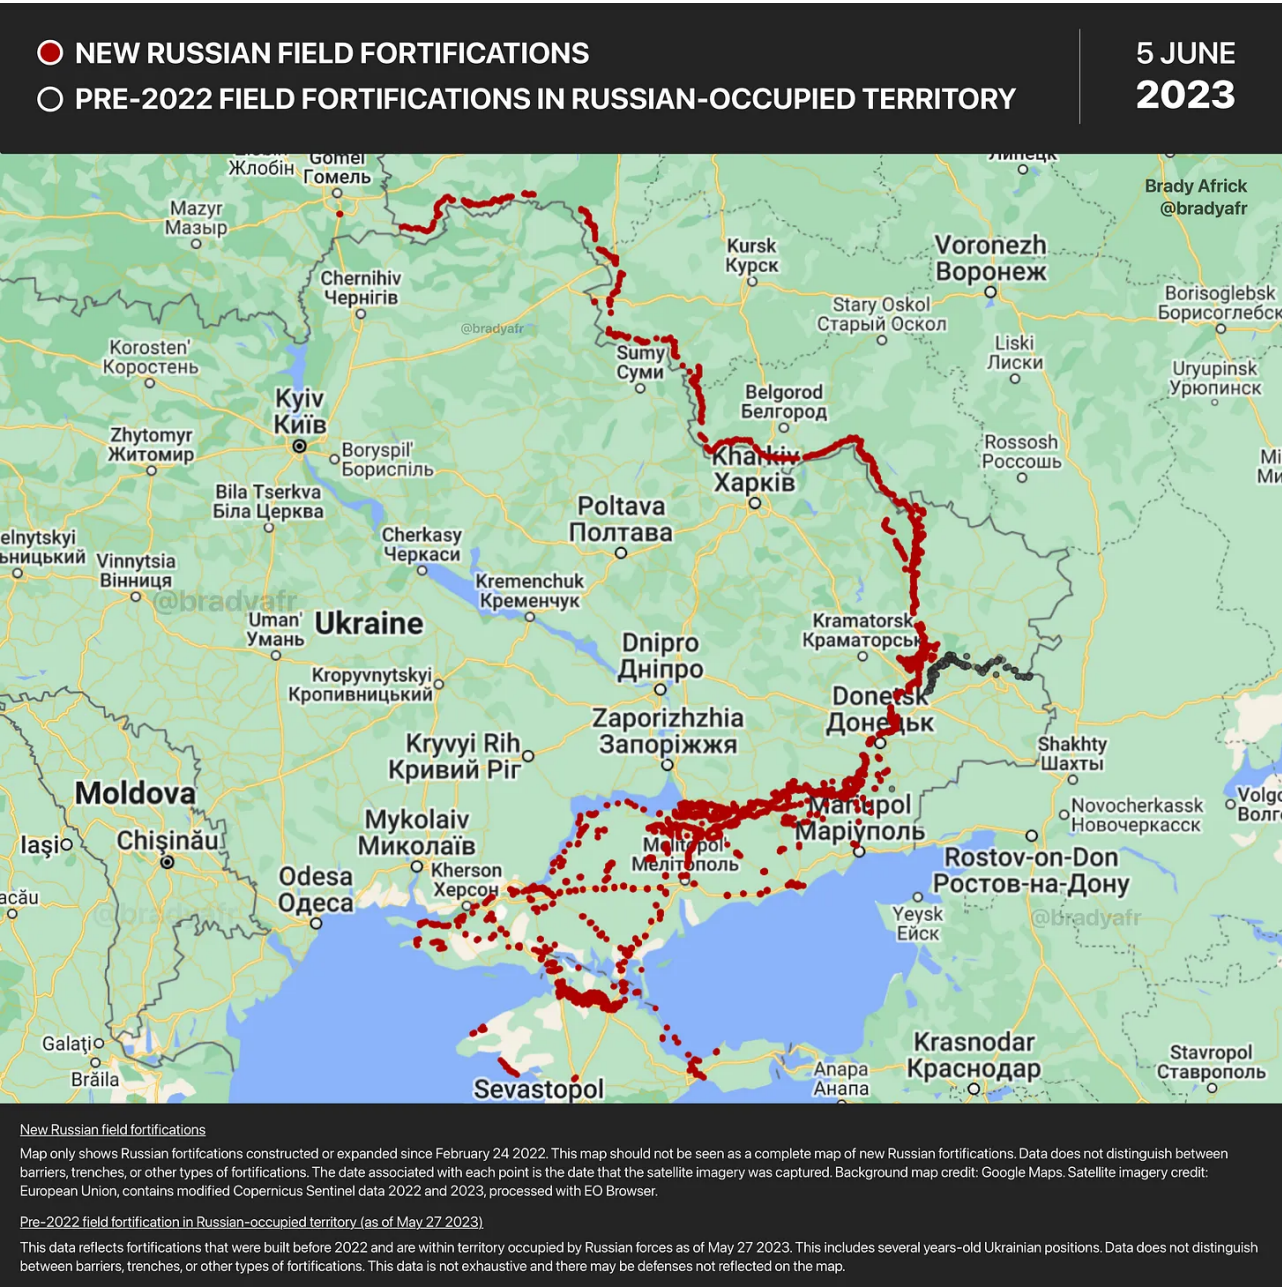 NEW RUSSIAN FIELD FORTIFICATIONS
PRE-2022 FIELD FORTIFICATIONS IN RUSSIAN-OCCUPIED TERRITORY
5 JUNE
2023
Жлобін
Gomel
Гомель
Липецк
Brady Africk
@bradyafr
Mazyr
Мазыр
Chernihiv
Чернігів
Kursk
Курск
Voronezh
Воронеж
Stary Oskol
Старый Оскол
Borisoglebsk
Борисоглебск
@bradyafr
Korosten'
Коростень
Sumy
Суми
Liski
Лиски
Uryupinsk
Урюпинск
Kyiv
Київ
Belgorod
Белгород
Zhytomyr
Житомир
Boryspil'
Бориспіль
Kharkiv
Харків
Rossosh
Россошь
Mi
Ми
Bila Tserkva
Біла Церква
Poltava
Полтава
elnytskyi
ьницький
Vinnytsia
Вінниця
Cherkasy
Черкаси
Kremenchuk
Кременчук
@bradyafr
Uman'
Умань
Ukraine
Kramatorsk
Краматорськ
Dnipro
Дніпро
Kropyvnytskyi
Кропивницький
Donetsk
Донецьк
Zaporizhzhia
Запоріжжя
Kryvyi Rih
Кривий Ріг
Shakhty
Шахты
Moldova
Mariupol
Маріуполь
Novocherkassk
Новочеркасск
Volgo
Волг
Mykolaiv
Миколаїв
Iași
Chișinău
Melitopol
Мелітополь
Rostov-on-Don
Ростов-на-Дону
Odesa
Одеса
Kherson
Херсон
acău
@bradyafr
Yeysk
Ейск
@bradyafr
Galați
Brăila
Krasnodar
Краснодар
Stavropol
Ставрополь
Sevastopol
Anapa
Анапа
New Russian field fortifications
Map only shows Russian fortifcations constructed or expanded since February 24 2022. This map should not be seen as a complete map of new Russian fortifications. Data does not distinguish between
barriers, trenches, or other types of fortifications. The date associated with each point is the date that the satellite imagery was captured. Background map credit: Google Maps. Satellite imagery credit:
European Union, contains modified Copernicus Sentinel data 2022 and 2023, processed with EO Browser.
Pre-2022 field fortification in Russian-occupied territory (as of May 27 2023)
This data reflects fortifications that were built before 2022 and are within territory occupied by Russian forces as of May 27 2023. This includes several years-old Ukrainian positions. Data does not distinguish
between barriers, trenches, or other types of fortifications. This data is not exhaustive and there may be defenses not reflected on the map.